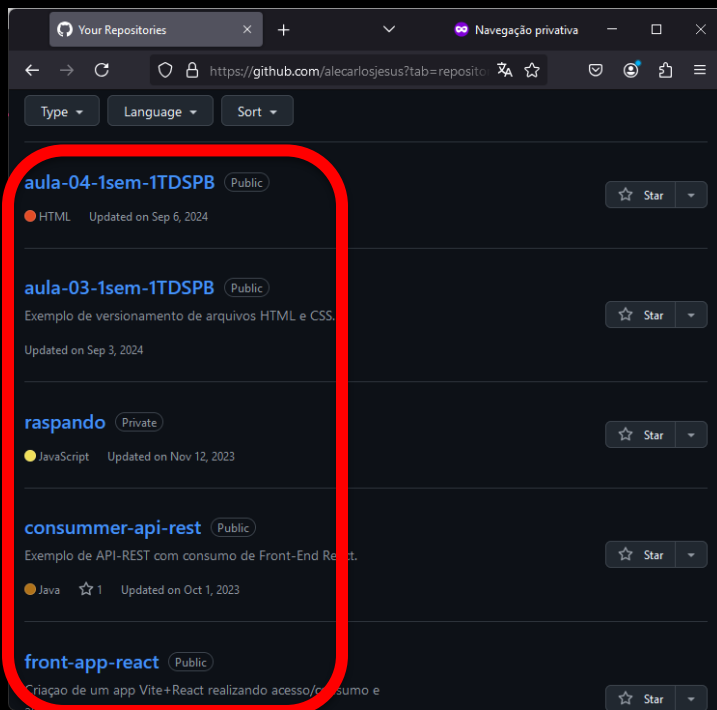 Your Repositories
Navegação privativa
https://github.com/alecarlosjesus?tab=reposito
Type
Language
Sort
aula-04-1sem-1TDSPB Public
Star
HTML Updated on Sep 6, 2024
aula-03-1sem-1TDSPB Public
Exemplo de versionamento de arquivos HTML e CSS.
Star
Updated on Sep 3, 2024
raspando Private
Star
JavaScript Updated on Nov 12, 2023
consummer-api-rest Public
Exemplo de API-REST com consumo de Front-End
Star
Java 1 Updated on Oct 1, 2023
front-app-react Public
Criaçao de um app Vite+React realizando e
Star